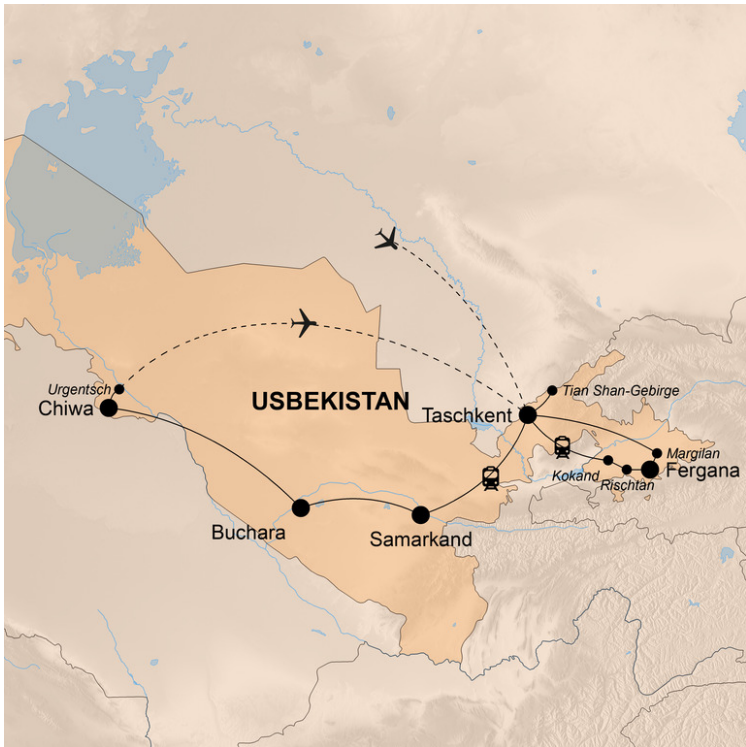 Urgentsch
Chiwa
USBEKISTAN
Tian Shan-Gebirge
Taschkent
Margilan
Kokand
Fergana
Rischtan
Buchara
Samarkand